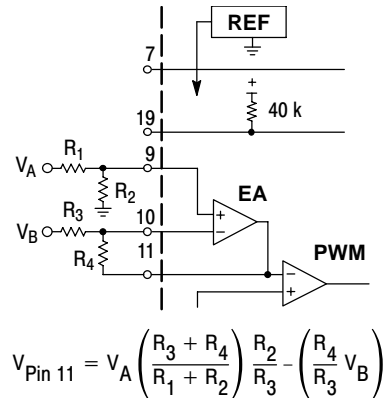 REF
7
+
40 k
19
R1
9
VA
R2
EA
+
R3
10
−
VB
11
PWM
R4
−
+
V Pin 11 = VA ( (R3 + R4) / (R1 + R2) ) R2 / R3 − ( R4 / R3 VB )